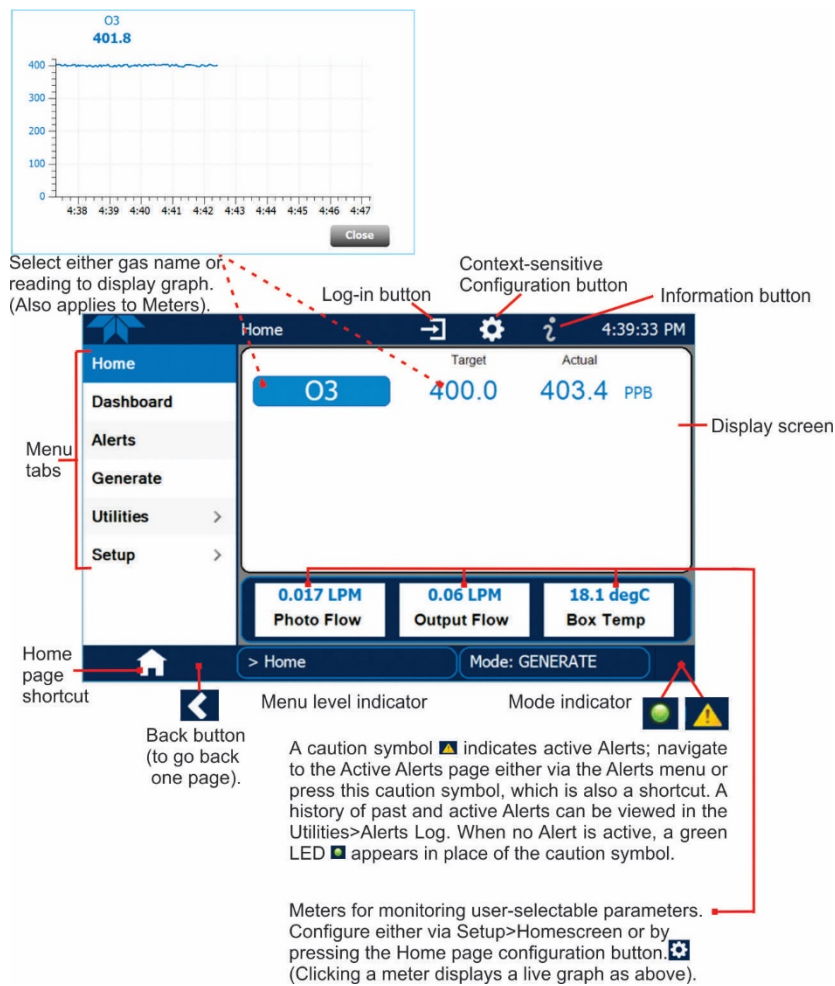 O3
401.8
400
300
200
100
0
4:38 4:39 4:40 4:41 4:42 4:43 4:44 4:45 4:46 4:47
Close
Select either gas name or
reading to display graph.
(Also applies to Meters).
Log-in button
Context-sensitive
Configuration button
Information button
Home
4:39:33 PM
Home
Dashboard
Alerts
Generate
Utilities >
Setup >
Target Actual
O3 400.0 403.4 PPB
Display screen
Menu
tabs
0.017 LPM
Photo Flow
0.06 LPM
Output Flow
18.1 degC
Box Temp
Home
page
shortcut
> Home
Mode: GENERATE
Back button
(to go back
one page).
Menu level indicator
Mode indicator
A caution symbol indicates active Alerts; navigate
to the Active Alerts page either via the Alerts menu or
press this caution symbol, which is also a shortcut. A
history of past and active Alerts can be viewed in the
Utilities>Alerts Log. When no Alert is active, a green
LED appears in place of the caution symbol.
Meters for monitoring user-selectable parameters.
Configure either via Setup>Homescreen or by
pressing the Home page configuration button.
(Clicking a meter displays a live graph as above).